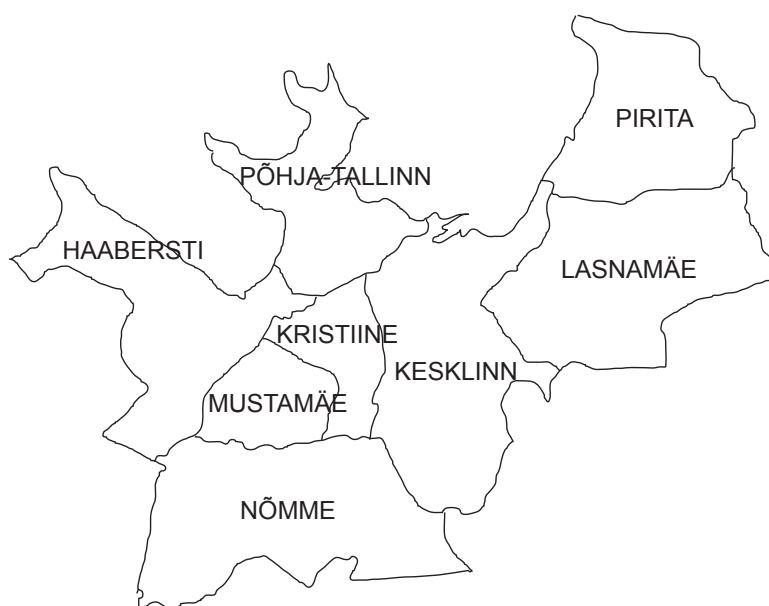 PIRITA
PÕHJA-TALLINN
HAABERSTI
LASNAMÄE
KRISTIINE
KESKLINN
MUSTAMÄE
NÕMME